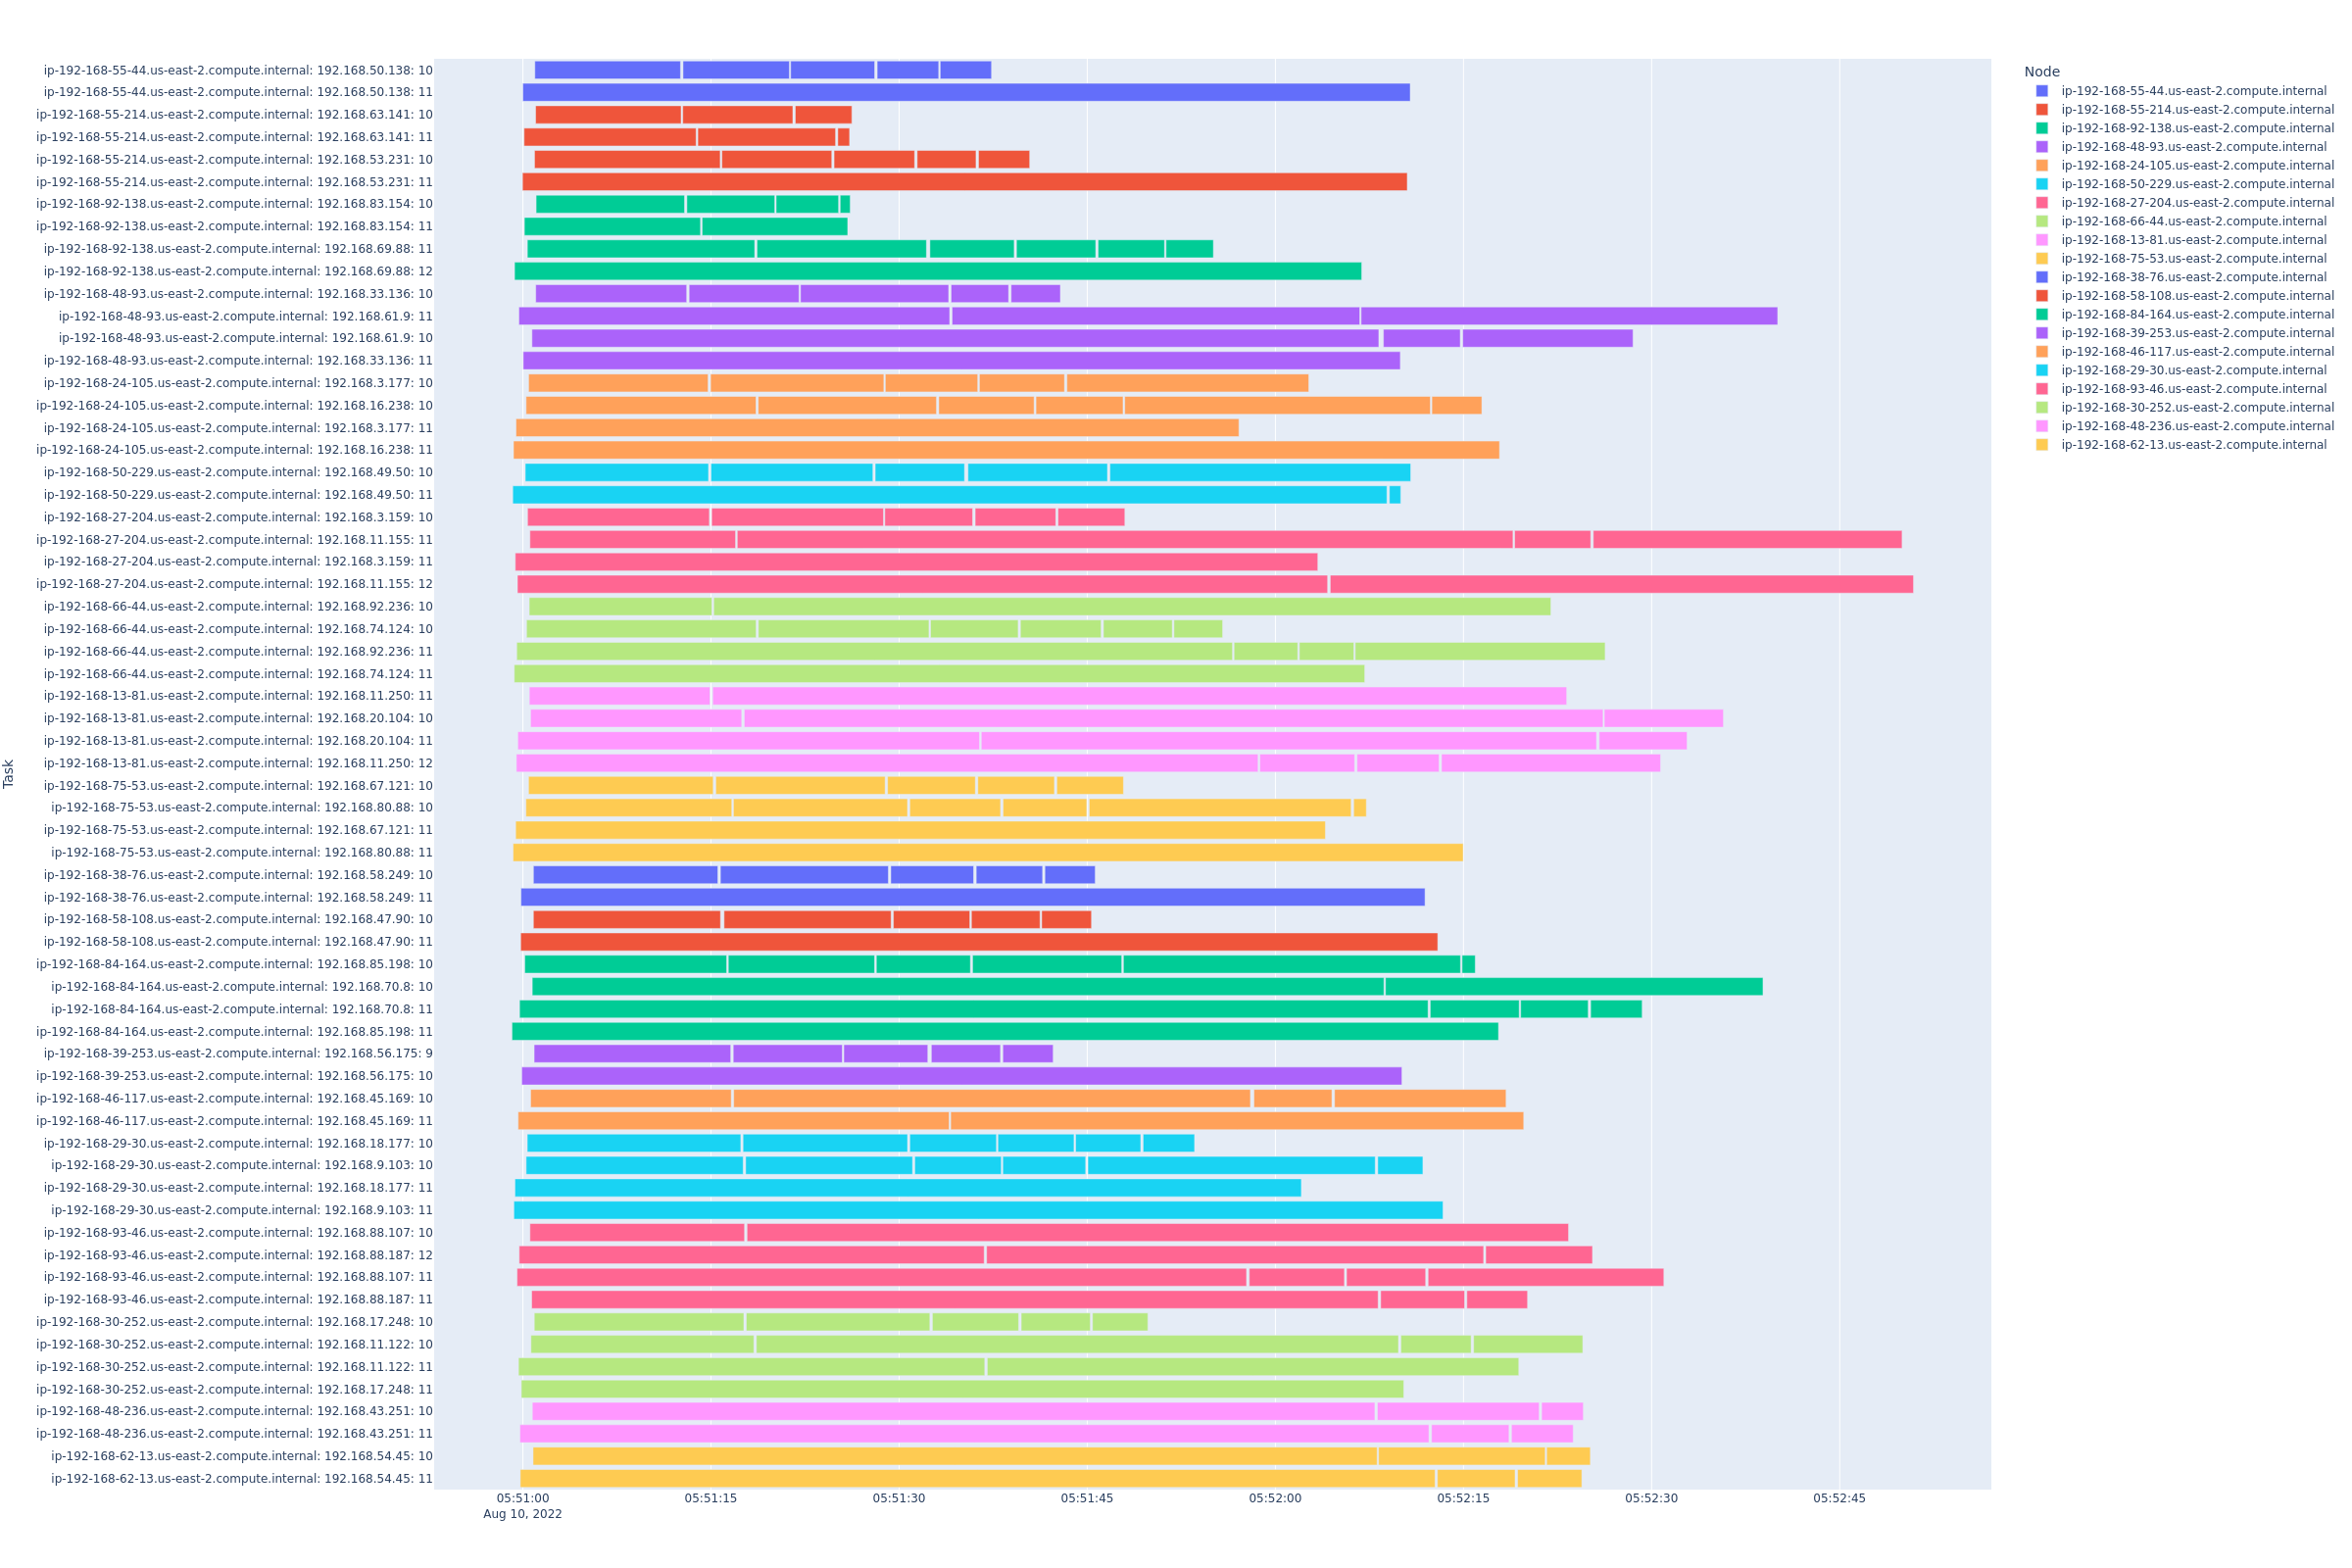 Task
ip-192-168-55-44.us-east-2.compute.internal: 192.168.50.138: 10
ip-192-168-55-44.us-east-2.compute.internal: 192.168.50.138: 11
ip-192-168-55-214.us-east-2.compute.internal: 192.168.63.141: 10
ip-192-168-55-214.us-east-2.compute.internal: 192.168.63.141: 11
ip-192-168-55-214.us-east-2.compute.internal: 192.168.53.231: 10
ip-192-168-55-214.us-east-2.compute.internal: 192.168.53.231: 11
ip-192-168-92-138.us-east-2.compute.internal: 192.168.83.154: 10
ip-192-168-92-138.us-east-2.compute.internal: 192.168.83.154: 11
ip-192-168-92-138.us-east-2.compute.internal: 192.168.69.88: 11
ip-192-168-92-138.us-east-2.compute.internal: 192.168.69.88: 12
ip-192-168-48-93.us-east-2.compute.internal: 192.168.33.136: 10
ip-192-168-48-93.us-east-2.compute.internal: 192.168.61.9: 11
ip-192-168-48-93.us-east-2.compute.internal: 192.168.61.9: 10
ip-192-168-48-93.us-east-2.compute.internal: 192.168.33.136: 11
ip-192-168-24-105.us-east-2.compute.internal: 192.168.3.177: 10
ip-192-168-24-105.us-east-2.compute.internal: 192.168.16.238: 10
ip-192-168-24-105.us-east-2.compute.internal: 192.168.3.177: 11
ip-192-168-24-105.us-east-2.compute.internal: 192.168.16.238: 11
ip-192-168-50-229.us-east-2.compute.internal: 192.168.49.50: 10
ip-192-168-50-229.us-east-2.compute.internal: 192.168.49.50: 11
ip-192-168-27-204.us-east-2.compute.internal: 192.168.3.159: 10
ip-192-168-27-204.us-east-2.compute.internal: 192.168.11.155: 11
ip-192-168-27-204.us-east-2.compute.internal: 192.168.3.159: 11
ip-192-168-27-204.us-east-2.compute.internal: 192.168.11.155: 12
ip-192-168-66-44.us-east-2.compute.internal: 192.168.92.236: 10
ip-192-168-66-44.us-east-2.compute.internal: 192.168.74.124: 10
ip-192-168-66-44.us-east-2.compute.internal: 192.168.92.236: 11
ip-192-168-66-44.us-east-2.compute.internal: 192.168.74.124: 11
ip-192-168-13-81.us-east-2.compute.internal: 192.168.11.250: 11
ip-192-168-13-81.us-east-2.compute.internal: 192.168.20.104: 10
ip-192-168-13-81.us-east-2.compute.internal: 192.168.20.104: 11
ip-192-168-13-81.us-east-2.compute.internal: 192.168.11.250: 12
ip-192-168-75-53.us-east-2.compute.internal: 192.168.67.121: 10
ip-192-168-75-53.us-east-2.compute.internal: 192.168.80.88: 10
ip-192-168-75-53.us-east-2.compute.internal: 192.168.67.121: 11
ip-192-168-75-53.us-east-2.compute.internal: 192.168.80.88: 11
ip-192-168-38-76.us-east-2.compute.internal: 192.168.58.249: 10
ip-192-168-38-76.us-east-2.compute.internal: 192.168.58.249: 11
ip-192-168-58-108.us-east-2.compute.internal: 192.168.47.90: 10
ip-192-168-58-108.us-east-2.compute.internal: 192.168.47.90: 11
ip-192-168-84-164.us-east-2.compute.internal: 192.168.85.198: 10
ip-192-168-84-164.us-east-2.compute.internal: 192.168.70.8: 10
ip-192-168-84-164.us-east-2.compute.internal: 192.168.70.8: 11
ip-192-168-84-164.us-east-2.compute.internal: 192.168.85.198: 11
ip-192-168-39-253.us-east-2.compute.internal: 192.168.56.175: 9
ip-192-168-39-253.us-east-2.compute.internal: 192.168.56.175: 10
ip-192-168-46-117.us-east-2.compute.internal: 192.168.45.169: 10
ip-192-168-46-117.us-east-2.compute.internal: 192.168.45.169: 11
ip-192-168-29-30.us-east-2.compute.internal: 192.168.18.177: 10
ip-192-168-29-30.us-east-2.compute.internal: 192.168.9.103: 10
ip-192-168-29-30.us-east-2.compute.internal: 192.168.18.177: 11
ip-192-168-29-30.us-east-2.compute.internal: 192.168.9.103: 11
ip-192-168-93-46.us-east-2.compute.internal: 192.168.88.107: 10
ip-192-168-93-46.us-east-2.compute.internal: 192.168.88.187: 12
ip-192-168-93-46.us-east-2.compute.internal: 192.168.88.107: 11
ip-192-168-93-46.us-east-2.compute.internal: 192.168.88.187: 11
ip-192-168-30-252.us-east-2.compute.internal: 192.168.17.248: 10
ip-192-168-30-252.us-east-2.compute.internal: 192.168.11.122: 10
ip-192-168-30-252.us-east-2.compute.internal: 192.168.11.122: 11
ip-192-168-30-252.us-east-2.compute.internal: 192.168.17.248: 11
ip-192-168-48-236.us-east-2.compute.internal: 192.168.43.251: 10
ip-192-168-48-236.us-east-2.compute.internal: 192.168.43.251: 11
ip-192-168-62-13.us-east-2.compute.internal: 192.168.54.45: 10
ip-192-168-62-13.us-east-2.compute.internal: 192.168.54.45: 11
05:51:00 05:51:15 05:51:30 05:51:45 05:52:00 05:52:15 05:52:30 05:52:45
Aug 10, 2022
Node
ip-192-168-55-44.us-east-2.compute.internal
ip-192-168-55-214.us-east-2.compute.internal
ip-192-168-92-138.us-east-2.compute.internal
ip-192-168-48-93.us-east-2.compute.internal
ip-192-168-24-105.us-east-2.compute.internal
ip-192-168-50-229.us-east-2.compute.internal
ip-192-168-27-204.us-east-2.compute.internal
ip-192-168-66-44.us-east-2.compute.internal
ip-192-168-13-81.us-east-2.compute.internal
ip-192-168-75-53.us-east-2.compute.internal
ip-192-168-38-76.us-east-2.compute.internal
ip-192-168-58-108.us-east-2.compute.internal
ip-192-168-84-164.us-east-2.compute.internal
ip-192-168-39-253.us-east-2.compute.internal
ip-192-168-46-117.us-east-2.compute.internal
ip-192-168-29-30.us-east-2.compute.internal
ip-192-168-93-46.us-east-2.compute.internal
ip-192-168-30-252.us-east-2.compute.internal
ip-192-168-48-236.us-east-2.compute.internal
ip-192-168-62-13.us-east-2.compute.internal